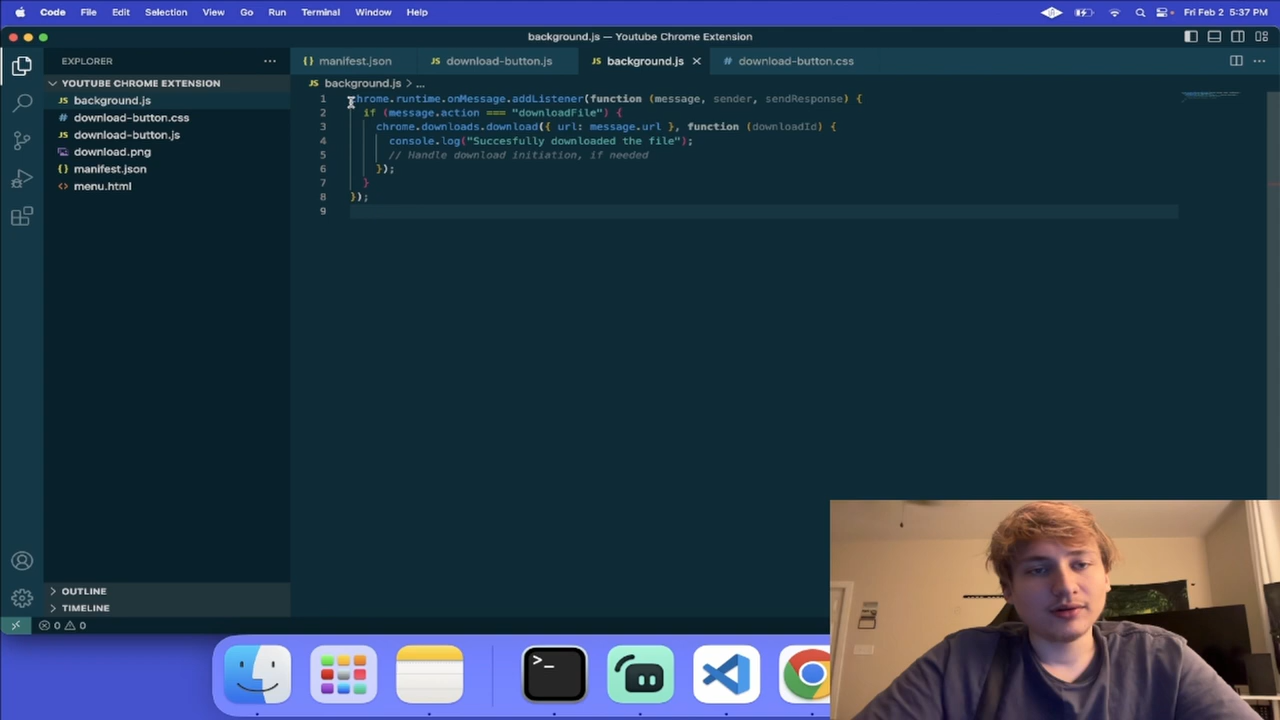 Code File Edit Selection View Go Run Terminal Window Help Fri Feb 2 5:37 PM
background.js — Youtube Chrome Extension
EXPLORER
manifest.json
download-button.js
background.js
download-button.css
YOUTUBE CHROME EXTENSION
background.js
download-button.css
download-button.js
download.png
manifest.json
menu.html
OUTLINE
TIMELINE
JS background.js > ...
1 chrome.runtime.onMessage.addListener(function (message, sender, sendResponse) {
2 if (message.action === "downloadFile") {
3 chrome.downloads.download({ url: message.url }, function (downloadId) {
4 console.log("Succesfully downloaded the file");
5 // Handle download initiation, if needed
6 });
7 }
8 });
9
0 0